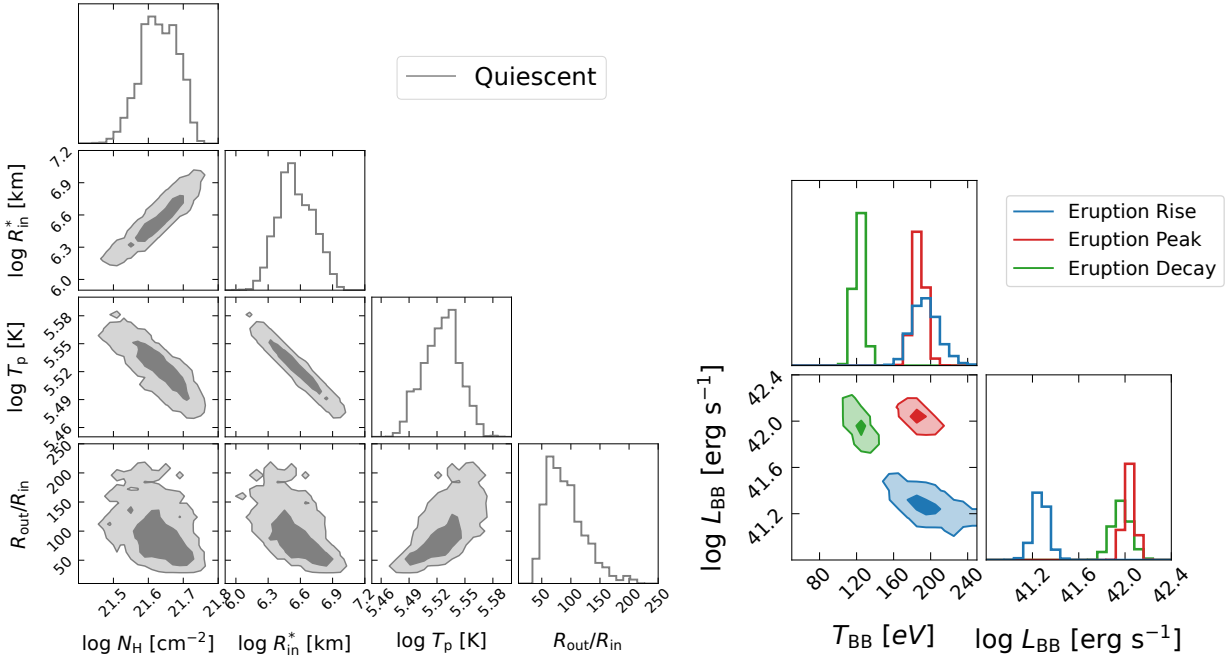 Quiescent
7.2
6.9
6.6
6.3
6.0
log R*in [km]
5.58
5.55
5.52
5.49
5.46
log Tp [K]
250
200
150
100
50
Rout/Rin
21.5 21.6 21.7 21.8
6.0 6.3 6.6 6.9 7.2
5.46 5.49 5.52 5.55 5.58
50 100 150 200 250
log NH [cm−2] log R*in [km] log Tp [K] Rout/Rin
Eruption Rise
Eruption Peak
Eruption Decay
42.4
42.0
41.6
41.2
log LBB [erg s−1]
80 120 160 200 240
41.2 41.6 42.0 42.4
TBB [eV] log LBB [erg s−1]